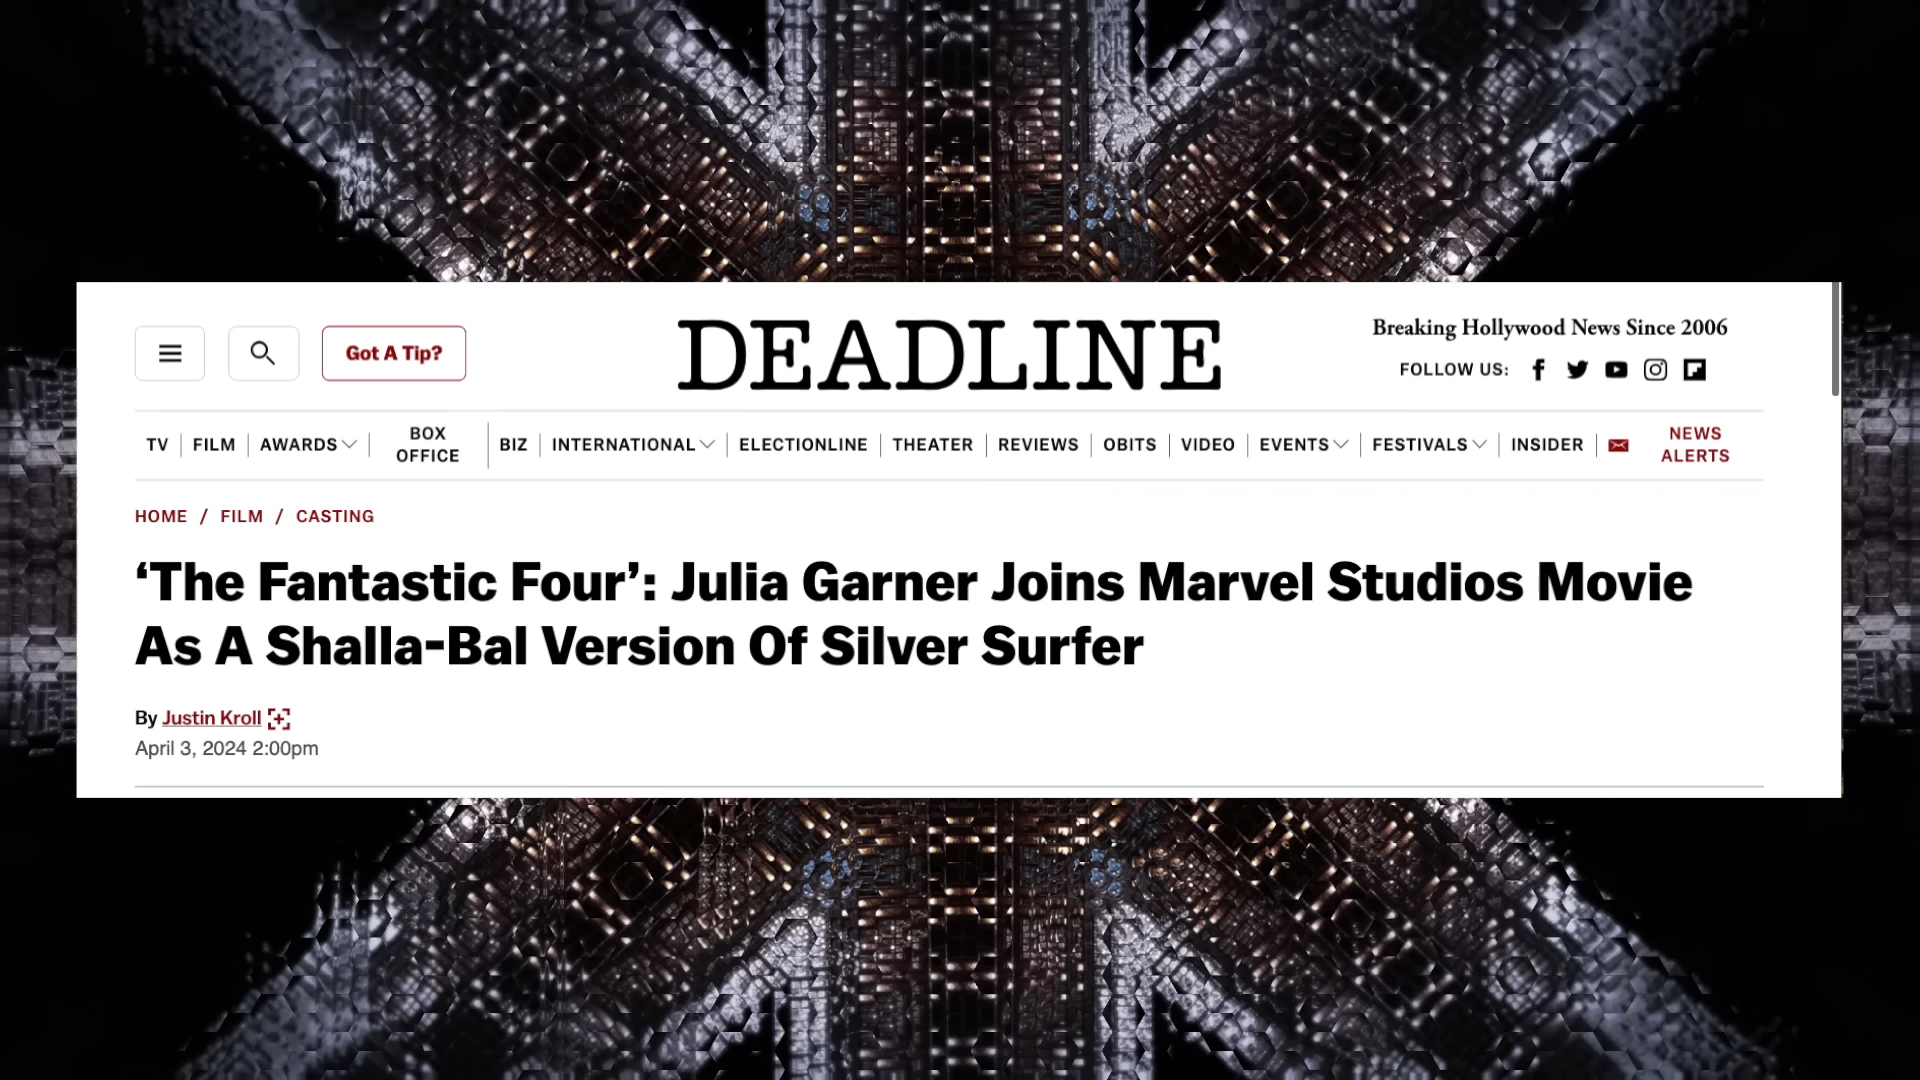 Got A Tip?
DEADLINE
Breaking Hollywood News Since 2006
FOLLOW US:
TV
FILM
AWARDS
BOX
OFFICE
BIZ
INTERNATIONAL
ELECTIONLINE
THEATER
REVIEWS
OBITS
VIDEO
EVENTS
FESTIVALS
INSIDER
NEWS
ALERTS
HOME / FILM / CASTING
‘The Fantastic Four’: Julia Garner Joins Marvel Studios Movie
As A Shalla-Bal Version Of Silver Surfer
By Justin Kroll
April 3, 2024 2:00pm